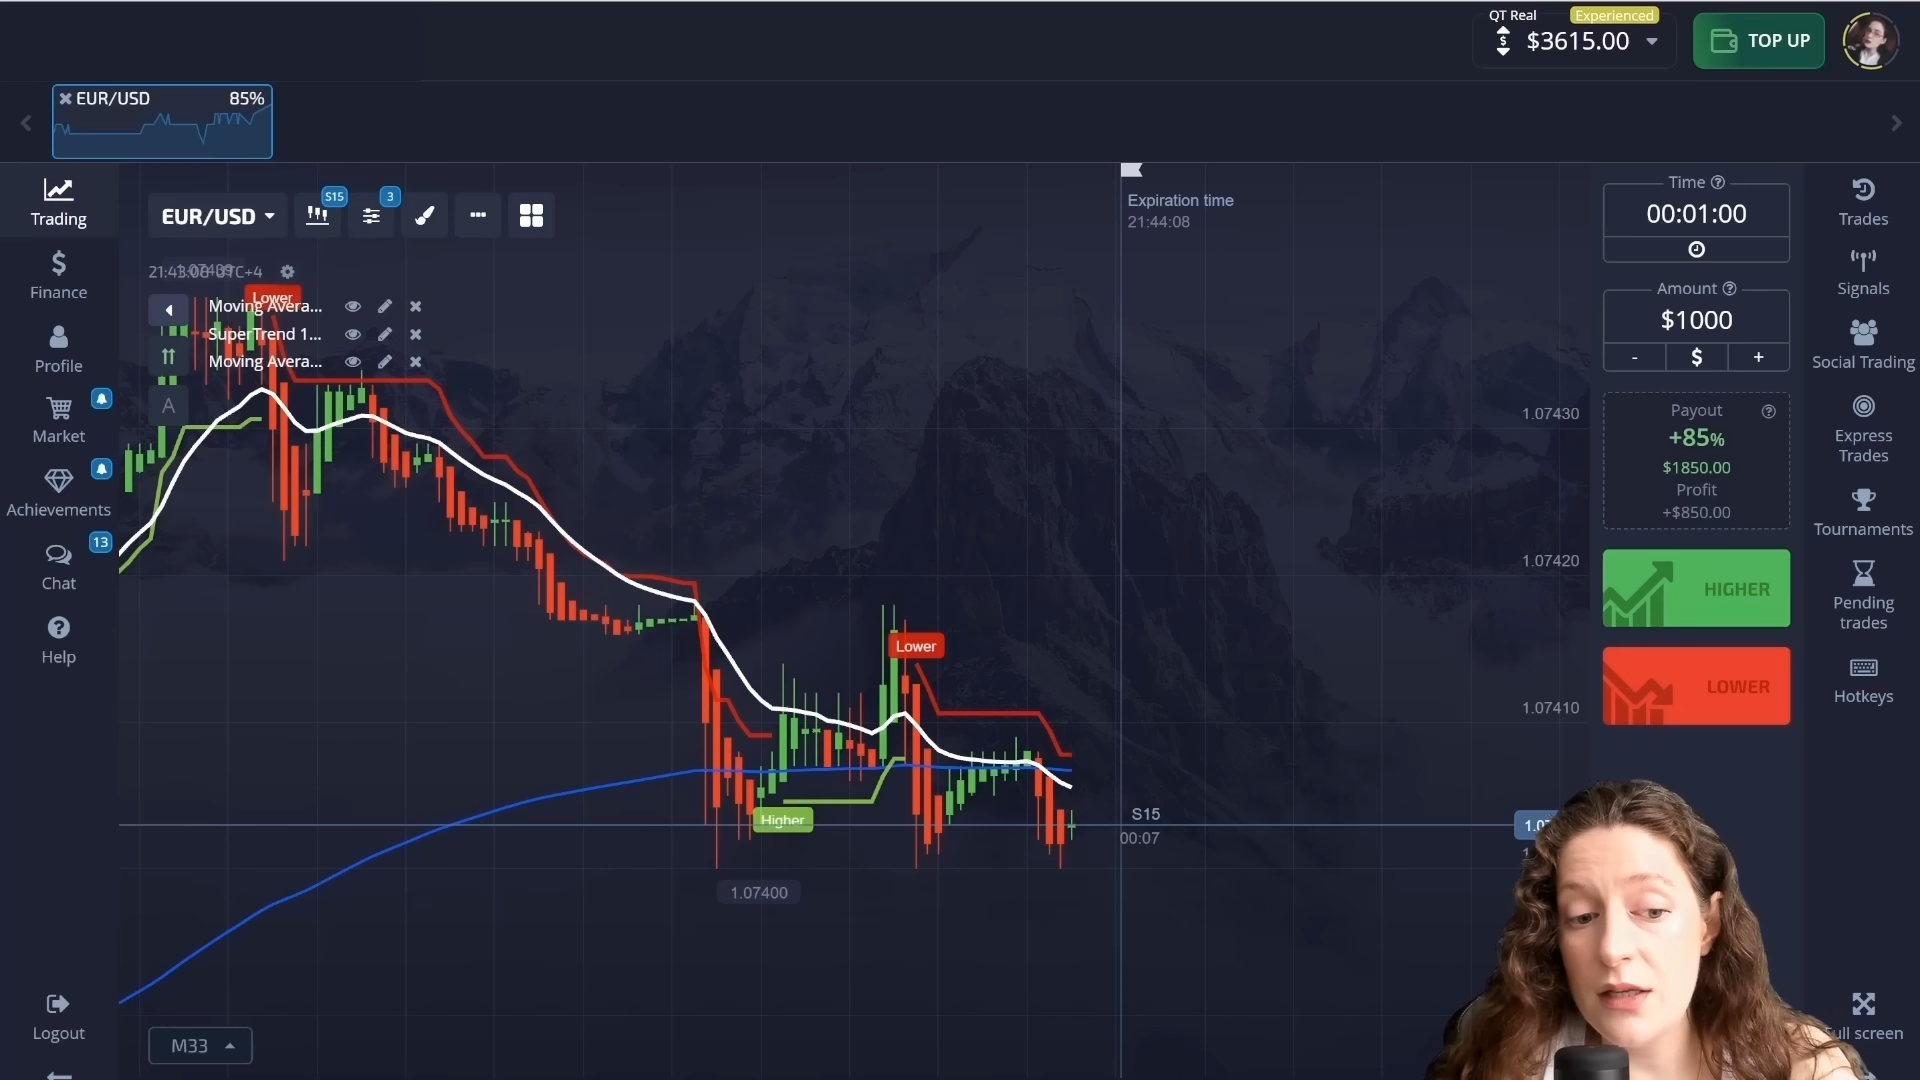 QT Real
Experienced
$3615.00
TOP UP
EUR/USD
85%
Trading
Finance
Profile
Market
Achievements
13
Chat
Help
Logout
EUR/USD
S15
3
Expiration time
21:44:08
Lower
Moving Avera...
SuperTrend 1...
Moving Avera...
A
1.07430
1.07420
1.07410
Lower
Higher
1.07400
S15
00:07
M33
Time
00:01:00
Amount
$1000
-
$
+
Payout
+85%
$1850.00
Profit
+$850.00
HIGHER
LOWER
Trades
Signals
Social Trading
Express
Trades
Tournaments
Pending
trades
Hotkeys
screen